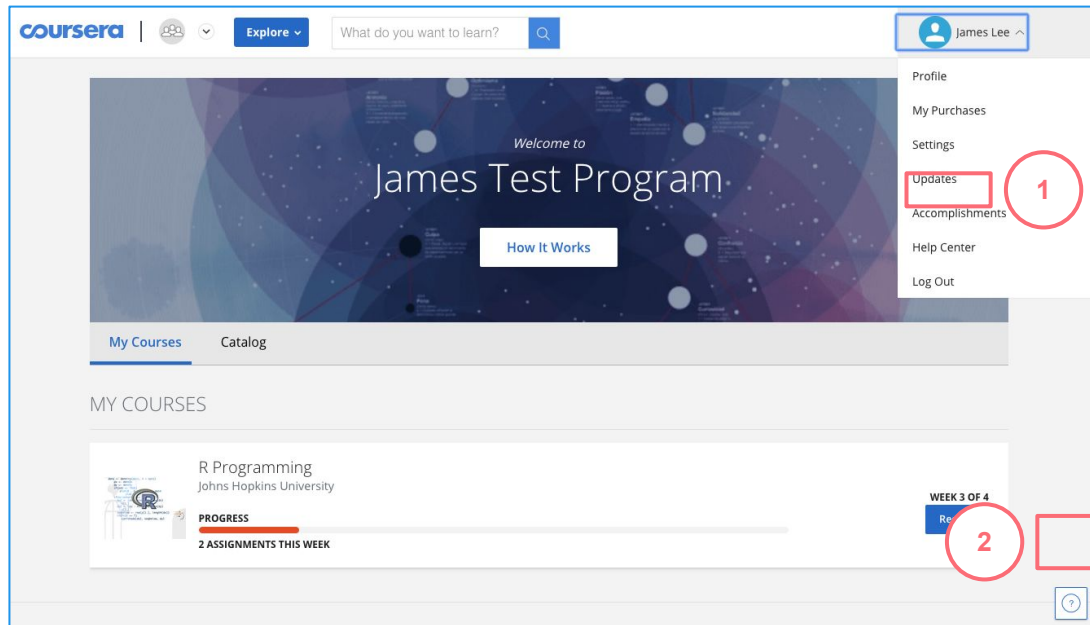 coursera
Explore
What do you want to learn?
James Lee
Profile
My Purchases
Settings
Updates
Accomplishments
Help Center
Log Out
1
Welcome to
James Test Program
How It Works
My Courses
Catalog
MY COURSES
R Programming
Johns Hopkins University
PROGRESS
2 ASSIGNMENTS THIS WEEK
WEEK 3 OF 4
2
?